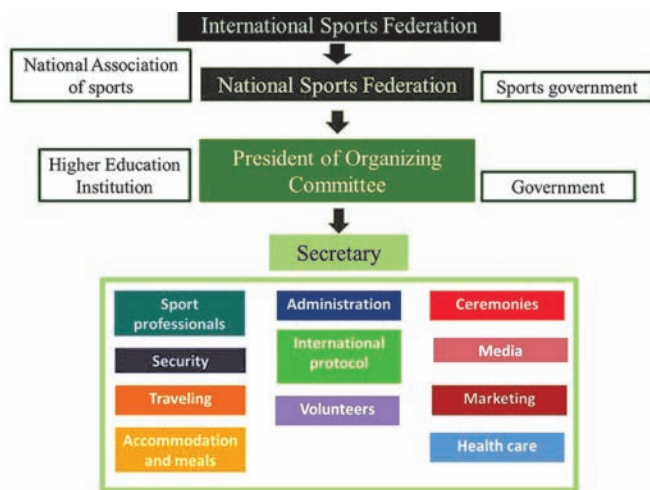 International Sports Federation
National Association
of sports
National Sports Federation
Sports government
Higher Education
Institution
President of Organizing
Committee
Government
Secretary
Sport
professionals
Administration
Ceremonies
Security
International
protocol
Media
Traveling
Volunteers
Marketing
Accommodation
and meals
Health care